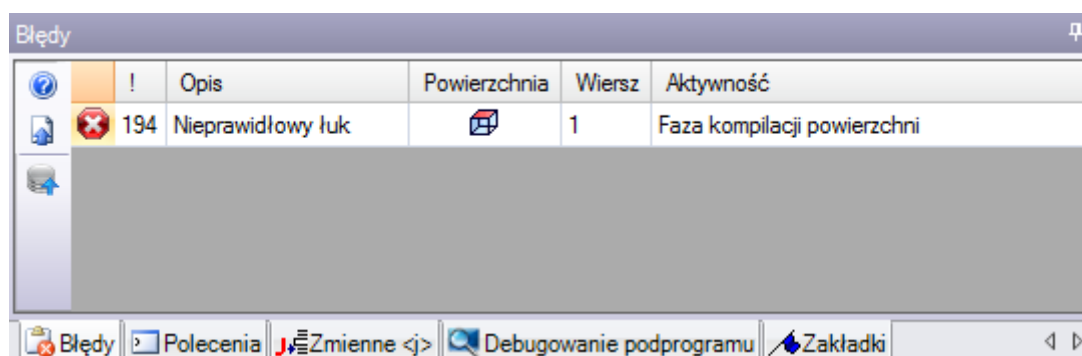 Błędy
! Opis Powierzchnia Wiersz Aktywność
194 Nieprawidłowy łuk 1 Faza kompilacji powierzchni
Błędy Polecenia Zmienne <j> Debugowanie podprogramu Zakładki